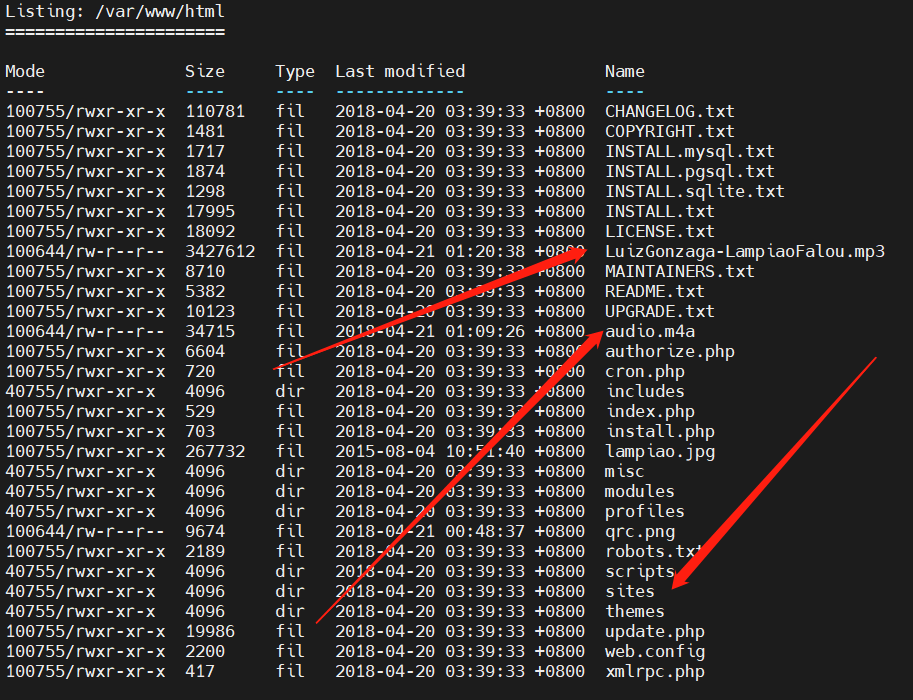 Listing: /var/www/html
======================
Mode Size Type Last modified Name
---- ---- ---- ------------- ----
100755/rwxr-xr-x 110781 fil 2018-04-20 03:39:33 +0800 CHANGELOG.txt
100755/rwxr-xr-x 1481 fil 2018-04-20 03:39:33 +0800 COPYRIGHT.txt
100755/rwxr-xr-x 1717 fil 2018-04-20 03:39:33 +0800 INSTALL.mysql.txt
100755/rwxr-xr-x 1874 fil 2018-04-20 03:39:33 +0800 INSTALL.pgsql.txt
100755/rwxr-xr-x 1298 fil 2018-04-20 03:39:33 +0800 INSTALL.sqlite.txt
100755/rwxr-xr-x 17995 fil 2018-04-20 03:39:33 +0800 INSTALL.txt
100755/rwxr-xr-x 18092 fil 2018-04-20 03:39:33 +0800 LICENSE.txt
100644/rw-r--r-- 3427612 fil 2018-04-21 01:20:38 +0800 LuizGonzaga-LampiaoFalou.mp3
100755/rwxr-xr-x 8710 fil 2018-04-20 03:39:33 +0800 MAINTAINERS.txt
100755/rwxr-xr-x 5382 fil 2018-04-20 03:39:33 +0800 README.txt
100755/rwxr-xr-x 10123 fil 2018-04-20 03:39:33 +0800 UPGRADE.txt
100644/rw-r--r-- 34715 fil 2018-04-21 01:09:26 +0800 audio.m4a
100755/rwxr-xr-x 6604 fil 2018-04-20 03:39:33 +0800 authorize.php
100755/rwxr-xr-x 720 fil 2018-04-20 03:39:33 +0800 cron.php
40755/rwxr-xr-x 4096 dir 2018-04-20 03:39:33 +0800 includes
100755/rwxr-xr-x 529 fil 2018-04-20 03:39:33 +0800 index.php
100755/rwxr-xr-x 703 fil 2018-04-20 03:39:33 +0800 install.php
100755/rwxr-xr-x 267732 fil 2015-08-04 10:51:40 +0800 lampiao.jpg
40755/rwxr-xr-x 4096 dir 2018-04-20 03:39:33 +0800 misc
40755/rwxr-xr-x 4096 dir 2018-04-20 03:39:33 +0800 modules
40755/rwxr-xr-x 4096 dir 2018-04-20 03:39:33 +0800 profiles
100644/rw-r--r-- 9674 fil 2018-04-21 00:48:37 +0800 qrc.png
100755/rwxr-xr-x 2189 fil 2018-04-20 03:39:33 +0800 robots.txt
40755/rwxr-xr-x 4096 dir 2018-04-20 03:39:33 +0800 scripts
40755/rwxr-xr-x 4096 dir 2018-04-20 03:39:33 +0800 sites
40755/rwxr-xr-x 4096 dir 2018-04-20 03:39:33 +0800 themes
100755/rwxr-xr-x 19986 fil 2018-04-20 03:39:33 +0800 update.php
100755/rwxr-xr-x 2200 fil 2018-04-20 03:39:33 +0800 web.config
100755/rwxr-xr-x 417 fil 2018-04-20 03:39:33 +0800 xmlrpc.php